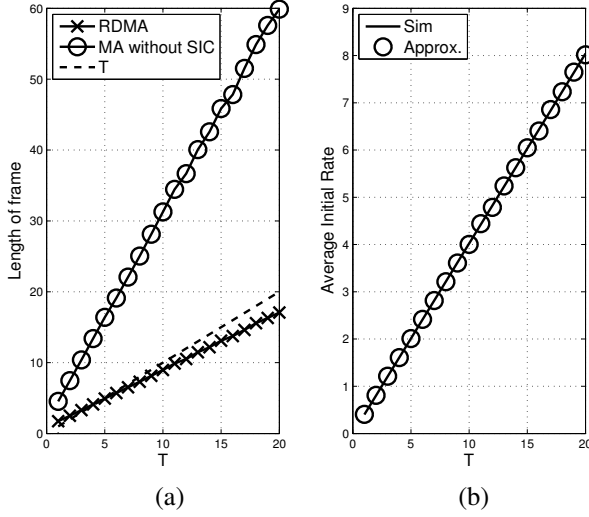 RDMA
MA without SIC
T
Length of frame
60
50
40
30
20
10
0
0 5 10 15 20
T
(a)
Sim
Approx.
Average Initial Rate
9
8
7
6
5
4
3
2
1
0
0 5 10 15 20
T
(b)